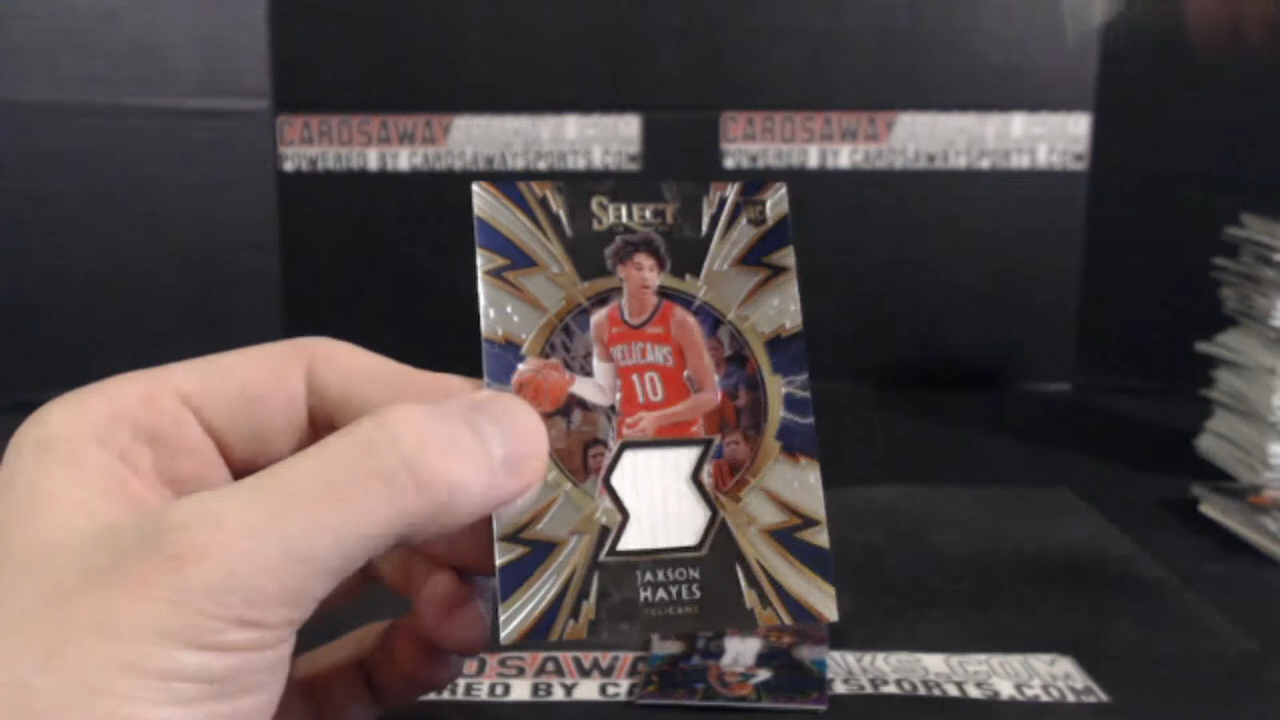 CARDSAWAY
POWERED BY CARDSAWAYSPORTS.COM
CARDSAWAY
POWERED BY CARDSAWAYSPORTS.COM
SELECT
RC
PELICANS
10
JAXSON
HAYES
PELICANS